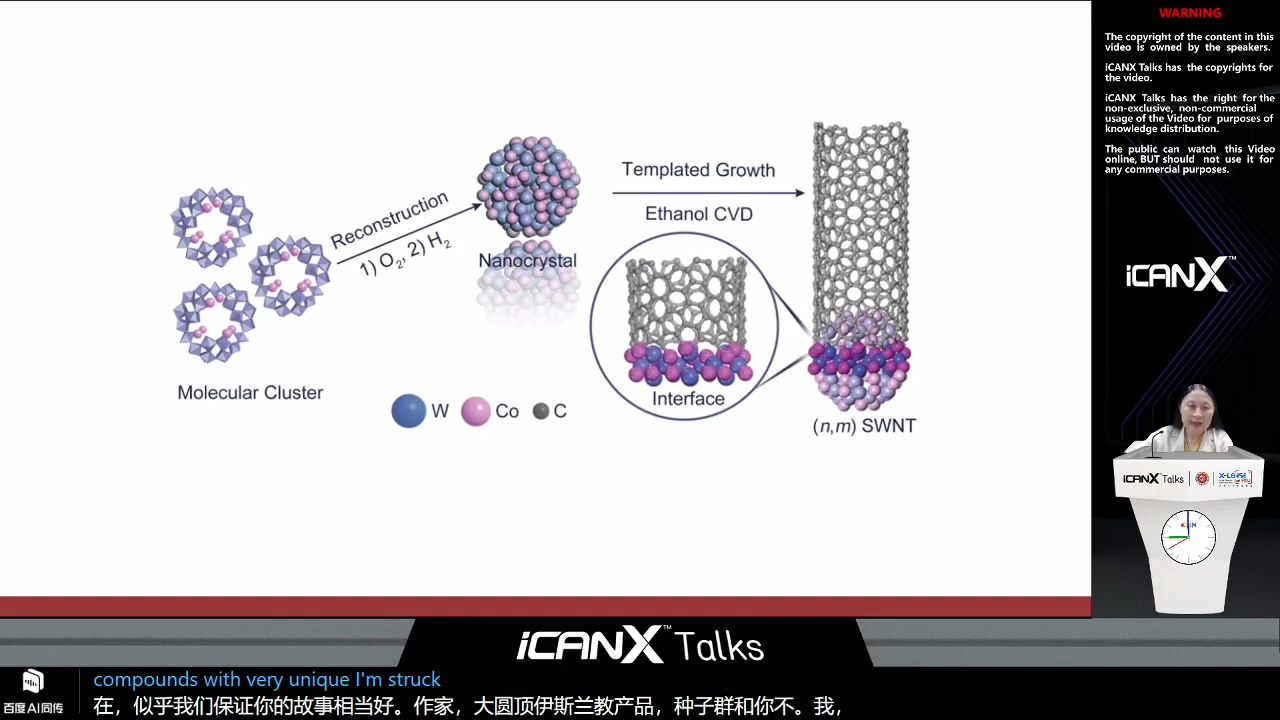 Reconstruction
1) O₂, 2) H₂
Nanocrystal
Templated Growth
Ethanol CVD
Molecular Cluster
W
Co
C
Interface
(n,m) SWNT
WARNING
The copyright of the content in this
video is owned by the speakers.
iCANX Talks has the copyrights for
the video.
iCANX Talks has the right for the
non-exclusive, non-commercial
usage of the Video for purposes of
knowledge distribution.
The public can watch this Video
online, BUT should not use it for
any commercial purposes.
iCANX™
iCANX Talks
X-LENSE
iCANX™ Talks
百度AI同传
compounds with very unique I'm struck
在，似乎我们保证你的故事相当好。作家，大圆顶伊斯兰教产品，种子群和你不。我，